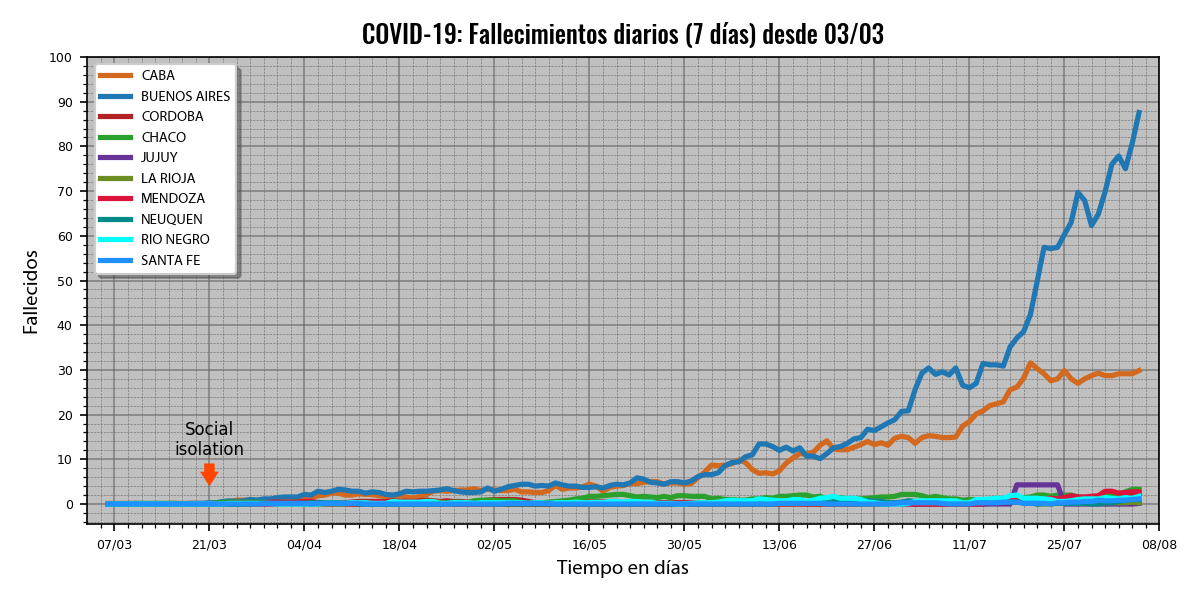 COVID-19: Fallecimientos diarios (7 días) desde 03/03
100
90
80
70
60
50
40
30
20
10
0
Fallecidos
CABA
BUENOS AIRES
CORDOBA
CHACO
JUJUY
LA RIOJA
MENDOZA
NEUQUEN
RIO NEGRO
SANTA FE
Social
isolation
07/03 21/03 04/04 18/04 02/05 16/05 30/05 13/06 27/06 11/07 25/07 08/08
Tiempo en días